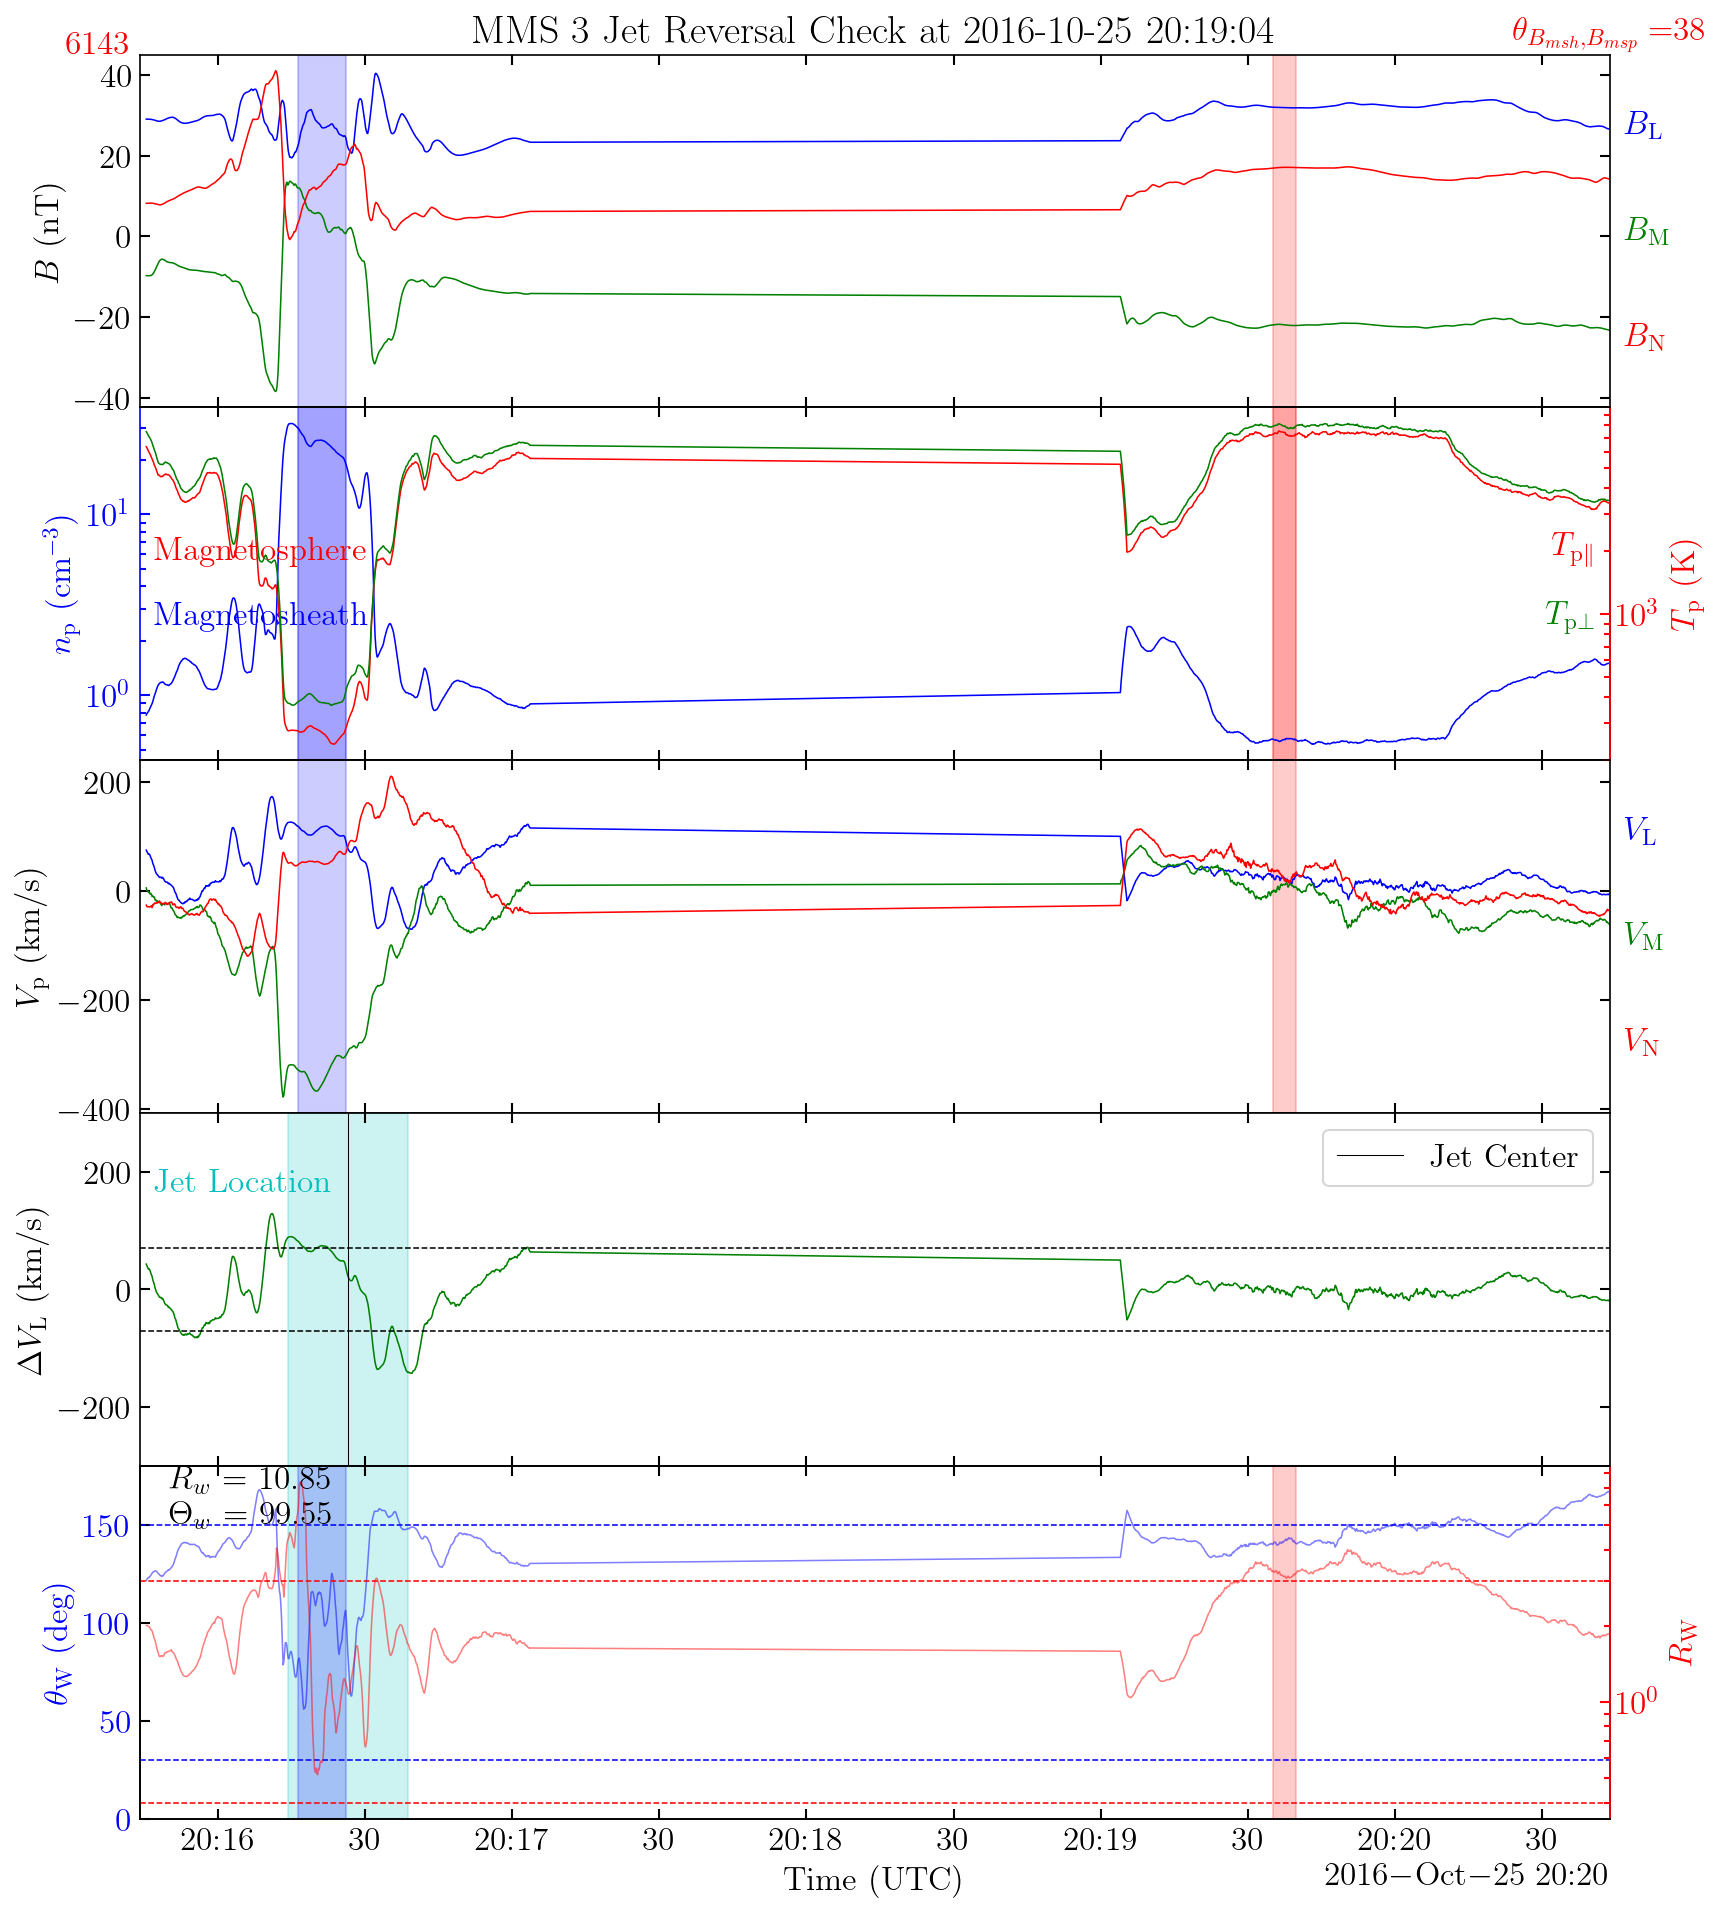 MMS 3 Jet Reversal Check at 2016-10-25 20:19:04
6143
θ_{B_{msh},B_{msp}} =38
40
20
0
−20
−40
B (nT)
B_L
B_M
B_N
10^1
10^0
n_p (cm^{−3})
Magnetosphere
Magnetosheath
T_{p∥}
T_{p⊥}
10^3
T_p (K)
200
0
−200
−400
V_p (km/s)
V_L
V_M
V_N
200
0
−200
ΔV_L (km/s)
Jet Location
Jet Center
R_w = 10.85
Θ_w = 99.55
150
100
50
0
θ_W (deg)
10^0
R_W
20:16 30 20:17 30 20:18 30 20:19 30 20:20 30
Time (UTC)
2016−Oct−25 20:20